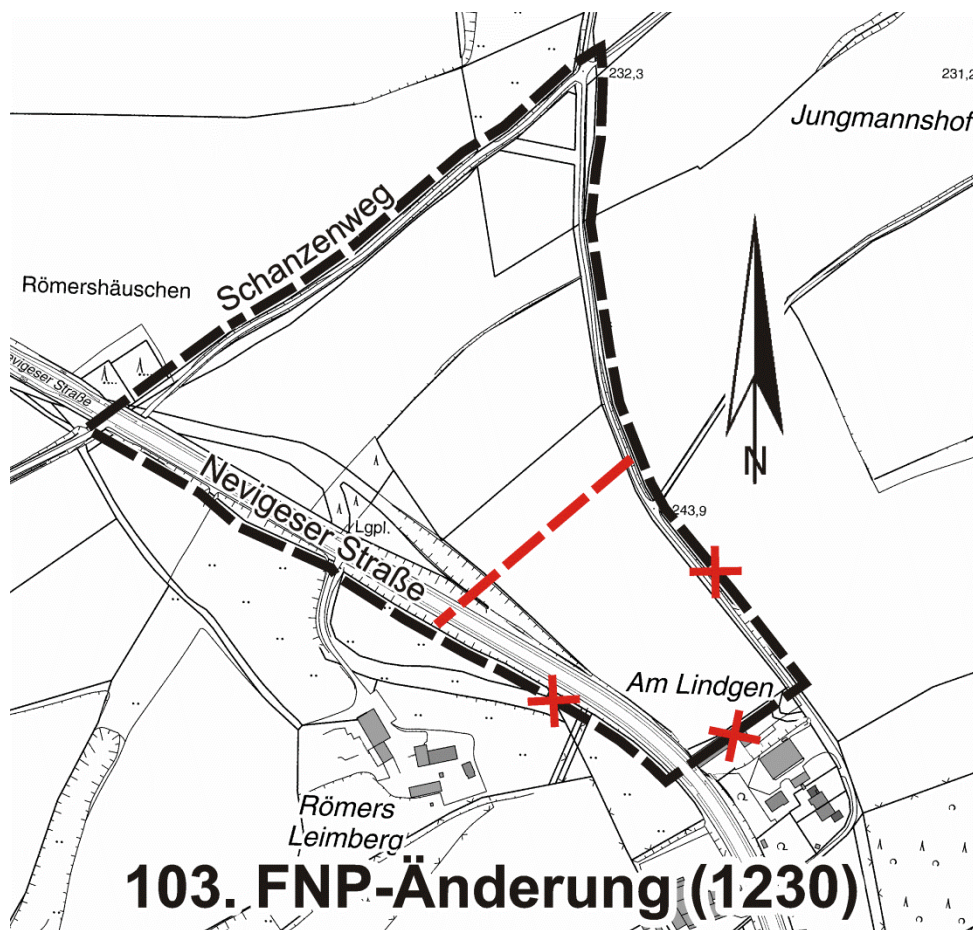 232,3
231,2
Jungmannshof
Schanzenweg
Römershäuschen
Nevigeser Straße
Nevigeser Straße
Lgpl.
N
243,9
Am Lindgen
Römers
Leimberg
103. FNP-Änderung (1230)